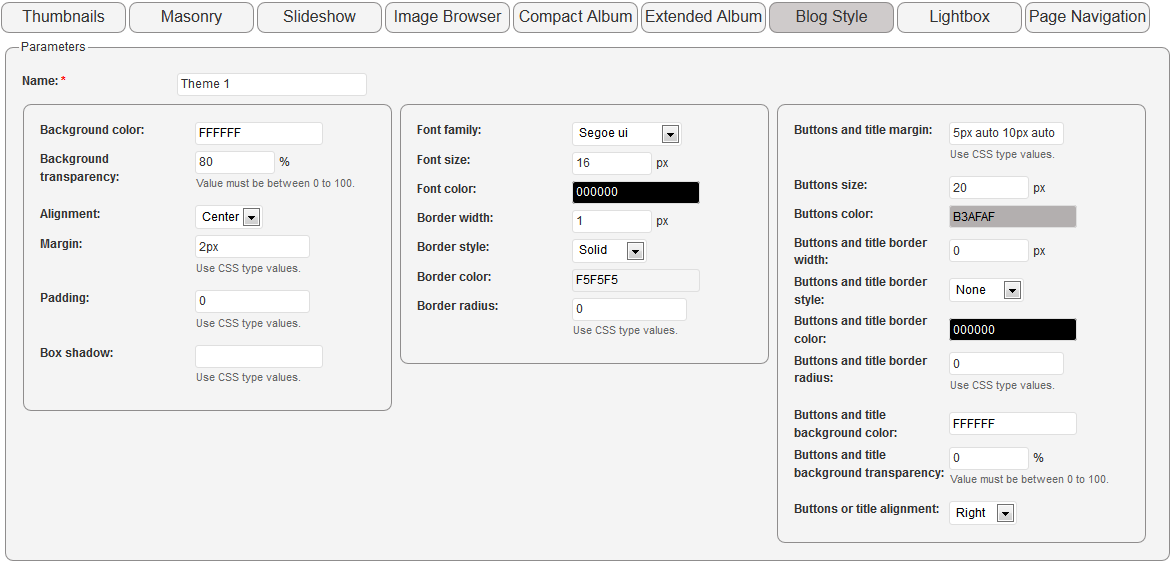 Thumbnails Masonry Slideshow Image Browser Compact Album Extended Album Blog Style Lightbox Page Navigation
Parameters
Name:* Theme 1
Background color: FFFFFF
Background
transparency: 80 %
Value must be between 0 to 100.
Alignment: Center
Margin: 2px
Use CSS type values.
Padding: 0
Use CSS type values.
Box shadow:
Use CSS type values.
Font family: Segoe ui
Font size: 16 px
Font color: 000000
Border width: 1 px
Border style: Solid
Border color: F5F5F5
Border radius: 0
Use CSS type values.
Buttons and title margin: 5px auto 10px auto
Use CSS type values.
Buttons size: 20 px
Buttons color: B3AFAF
Buttons and title border
width: 0 px
Buttons and title border
style: None
Buttons and title border
color: 000000
Buttons and title border
radius: 0
Use CSS type values.
Buttons and title
background color: FFFFFF
Buttons and title
background transparency: 0 %
Value must be between 0 to 100.
Buttons or title alignment: Right